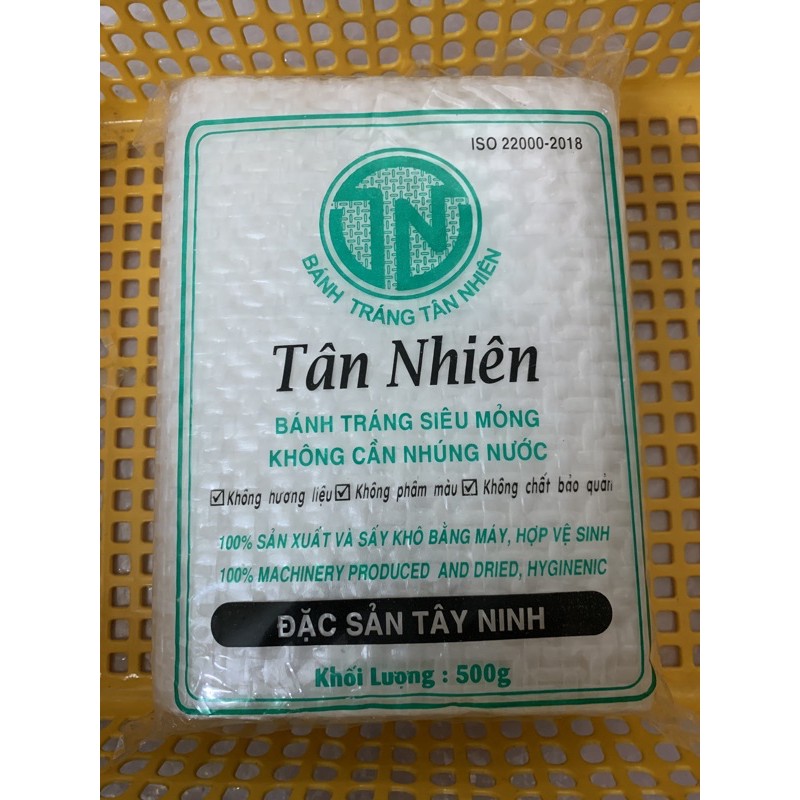 ISO 22000-2018
TN
BÁNH TRÁNG TÂN NHIÊN
Tân Nhiên
BÁNH TRÁNG SIÊU MỎNG
KHÔNG CẦN NHÚNG NƯỚC
Không hương liệu Không phẩm màu Không chất bảo quản
100% SẢN XUẤT VÀ SẤY KHÔ BẰNG MÁY, HỢP VỆ SINH
100% MACHINERY PRODUCED AND DRIED, HYGINENIC
ĐẶC SẢN TÂY NINH
Khối Lượng : 500g